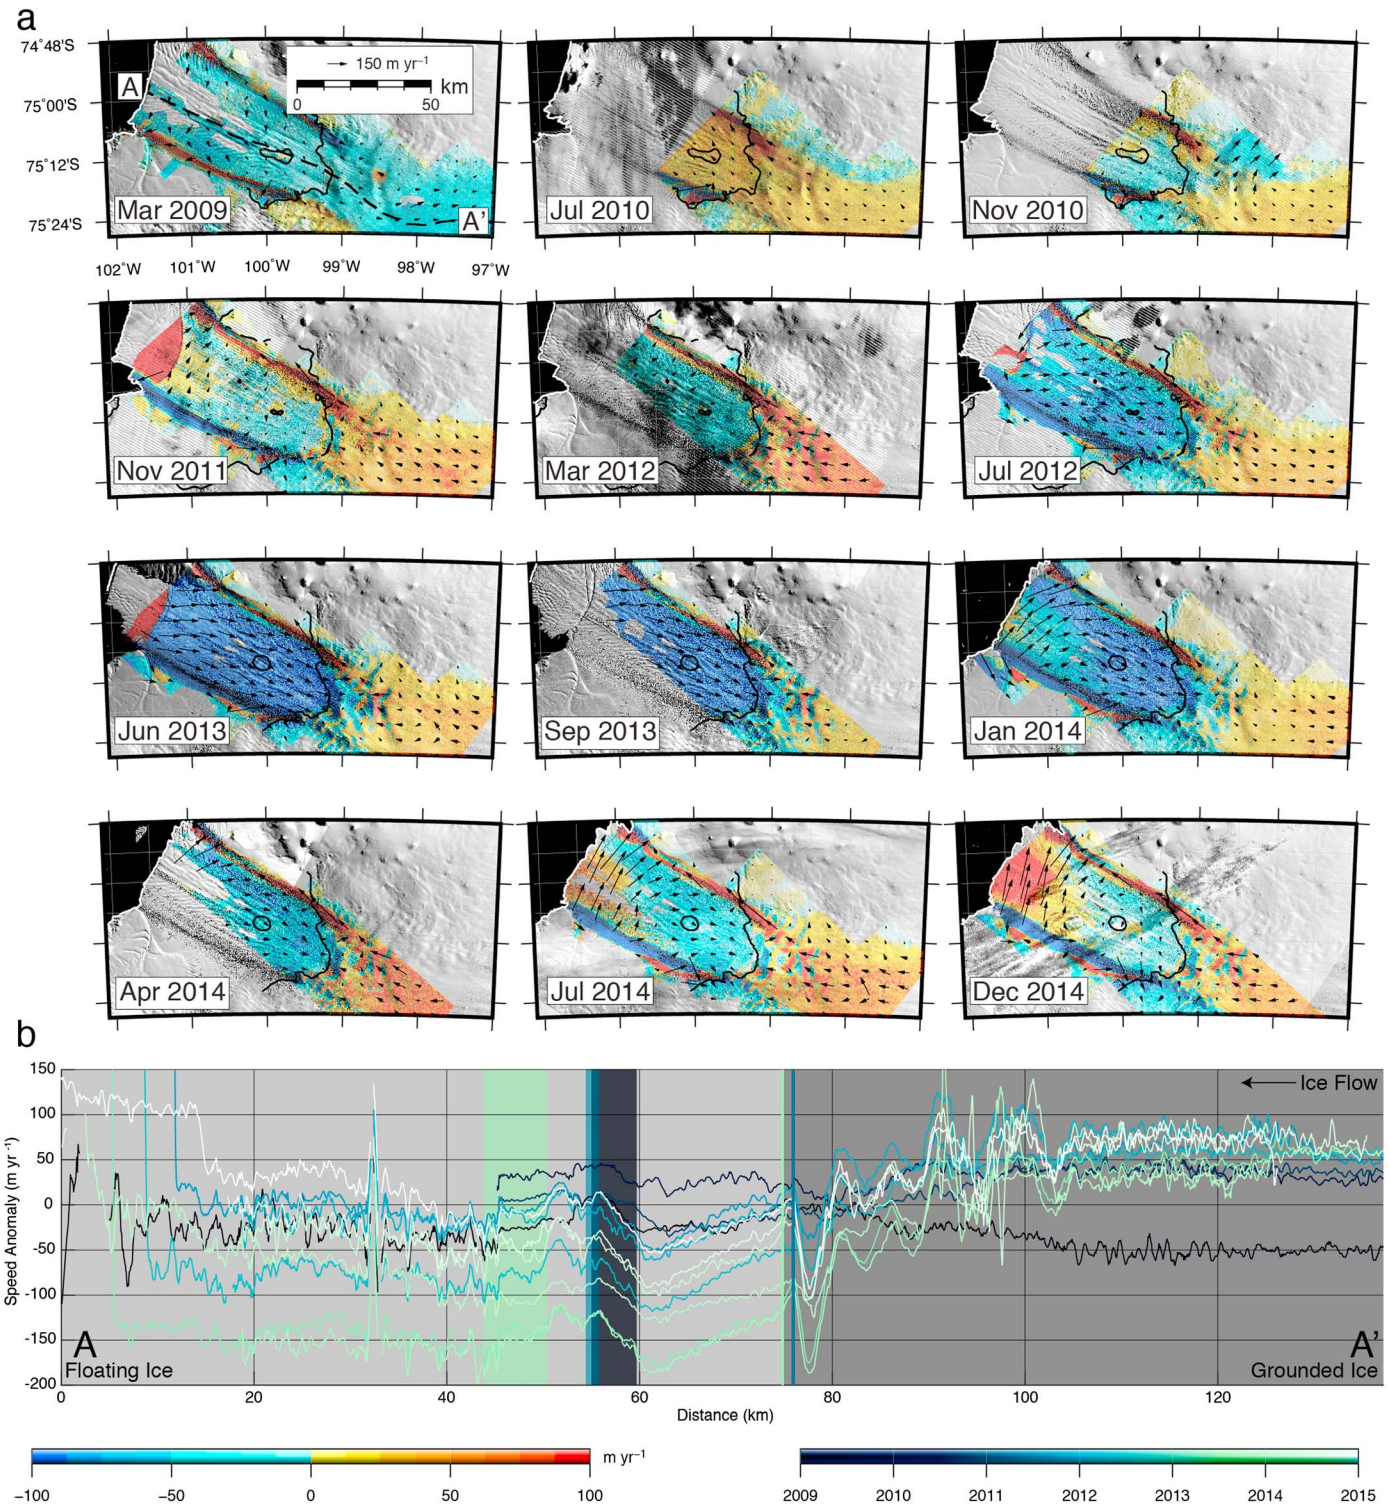 a
74°48'S
75°00'S
75°12'S
75°24'S
A
150 m yr⁻¹
km
0 50
Mar 2009
A'
Jul 2010
Nov 2010
102°W 101°W 100°W 99°W 98°W 97°W
Nov 2011
Mar 2012
Jul 2012
Jun 2013
Sep 2013
Jan 2014
Apr 2014
Jul 2014
Dec 2014
b
150
100
50
0
-50
-100
-150
-200
Speed Anomaly (m yr⁻¹)
Ice Flow
A
Floating Ice
A'
Grounded Ice
0 20 40 60 80 100 120
Distance (km)
m yr⁻¹
−100 −50 0 50 100
2009 2010 2011 2012 2013 2014 2015